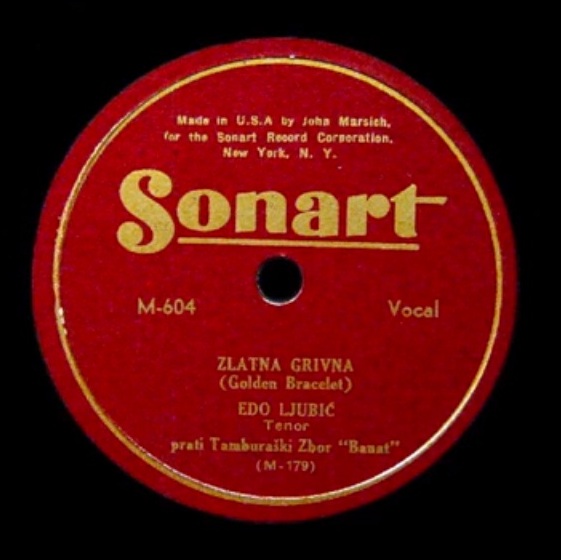 Made in U.S.A by John Marsich,
for the Sonart Record Corporation,
New York, N. Y.
Sonart
M-604
Vocal
ZLATNA GRIVNA
(Golden Bracelet)
EDO LJUBIĆ
Tenor
prati Tamburaški Zbor "Banat"
(M-179)